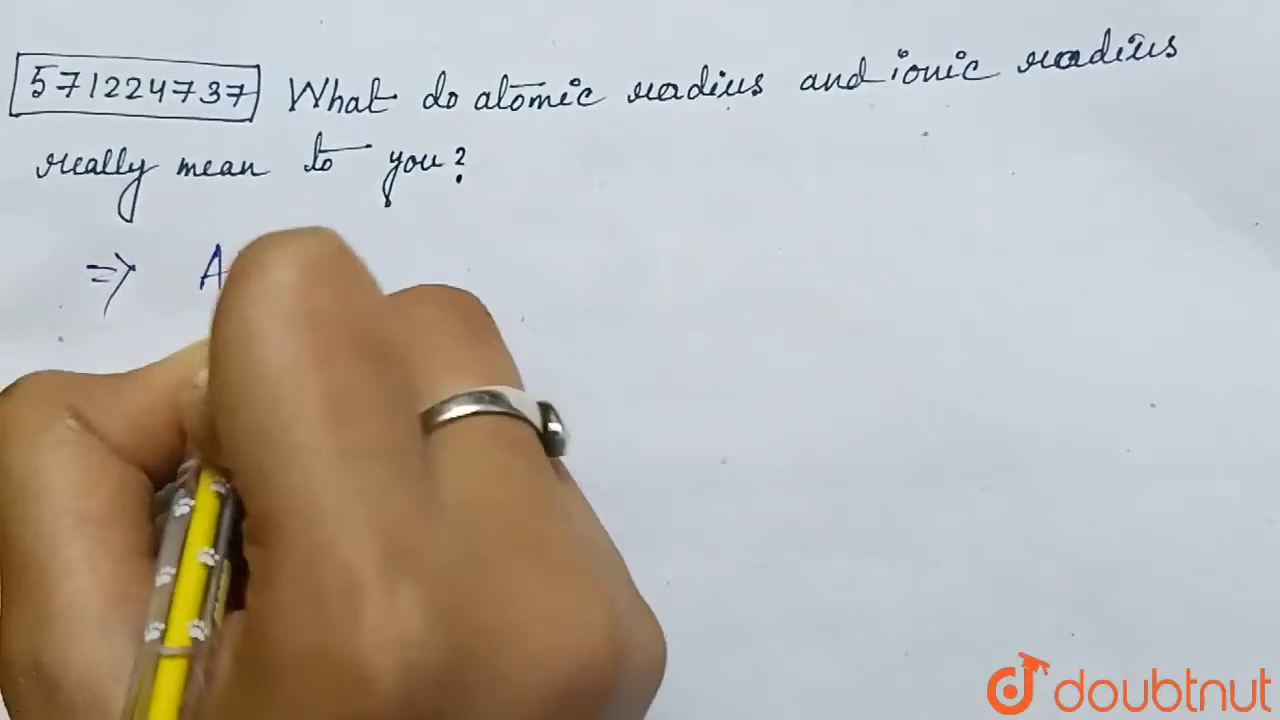 571224737 What do atomic radius and ionic radius
really mean to you?
⇒ A
doubtnut